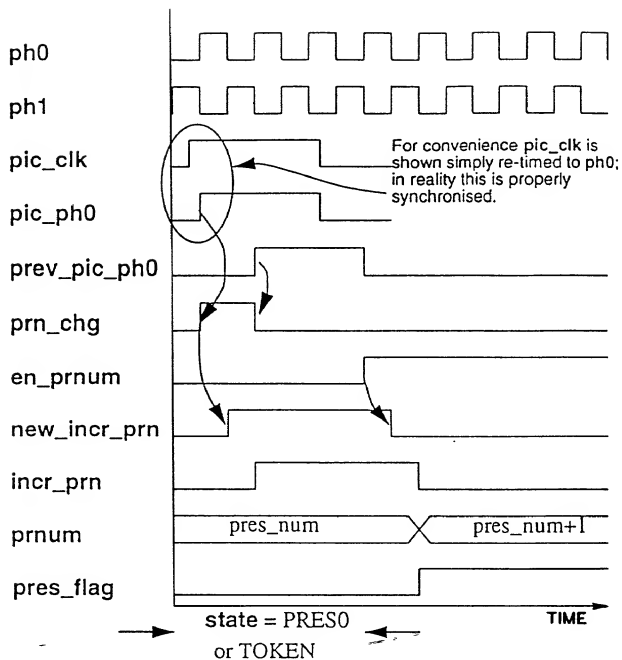 ph0
ph1
pic_clk
For convenience pic_clk is
shown simply re-timed to ph0;
in reality this is properly
synchronised.
pic_ph0
prev_pic_ph0
prn_chg
en_prnum
new_incr_prn
incr_prn
prnum
pres_num
pres_num+1
pres_flag
state = PRES0
TIME
or TOKEN